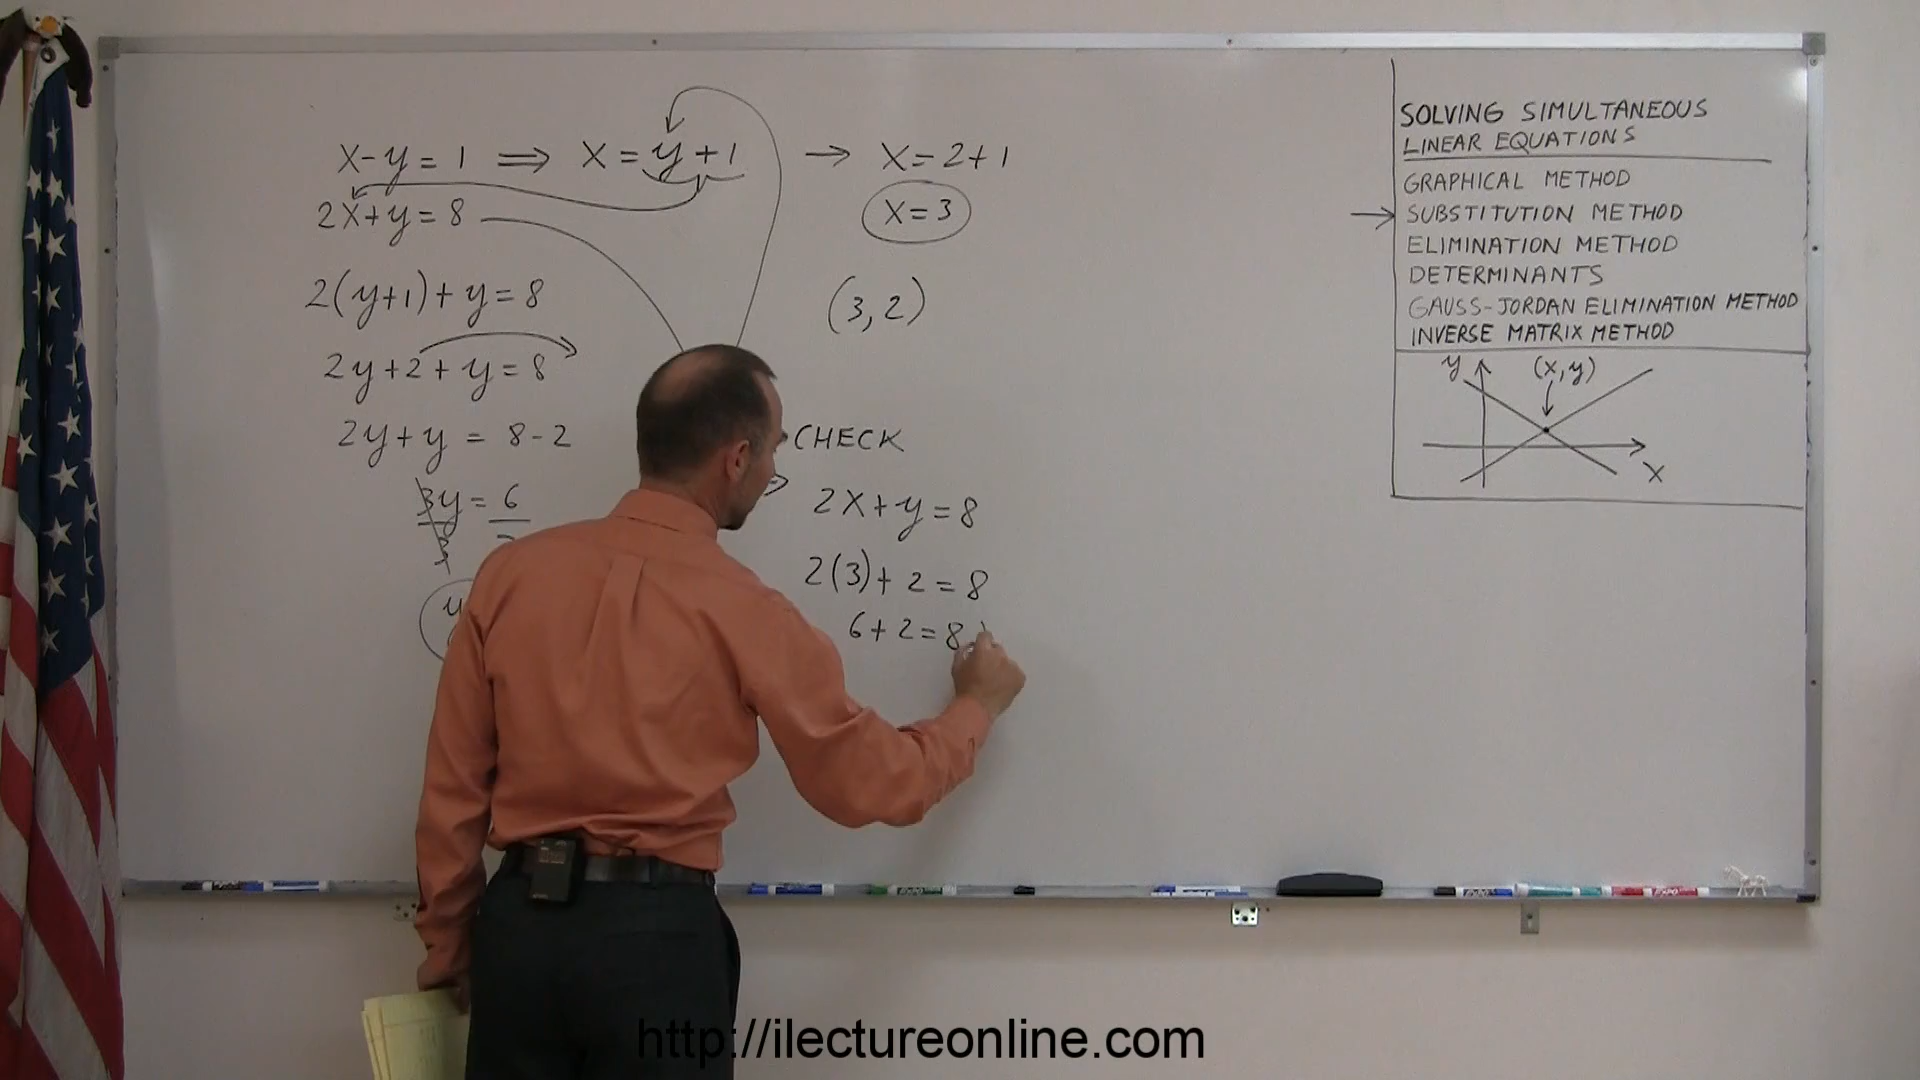 x-y=1 ⟹ x=y+1 → x=2+1
2x+y=8
x=3
2(y+1)+y=8
(3,2)
2y+2+y=8
2y+y = 8-2
3y = 6
CHECK
2x+y=8
2(3)+2=8
6+2=8
SOLVING SIMULTANEOUS
LINEAR EQUATIONS
GRAPHICAL METHOD
→ SUBSTITUTION METHOD
ELIMINATION METHOD
DETERMINANTS
GAUSS-JORDAN ELIMINATION METHOD
INVERSE MATRIX METHOD
y (x,y)
x
http://ilectureonline.com